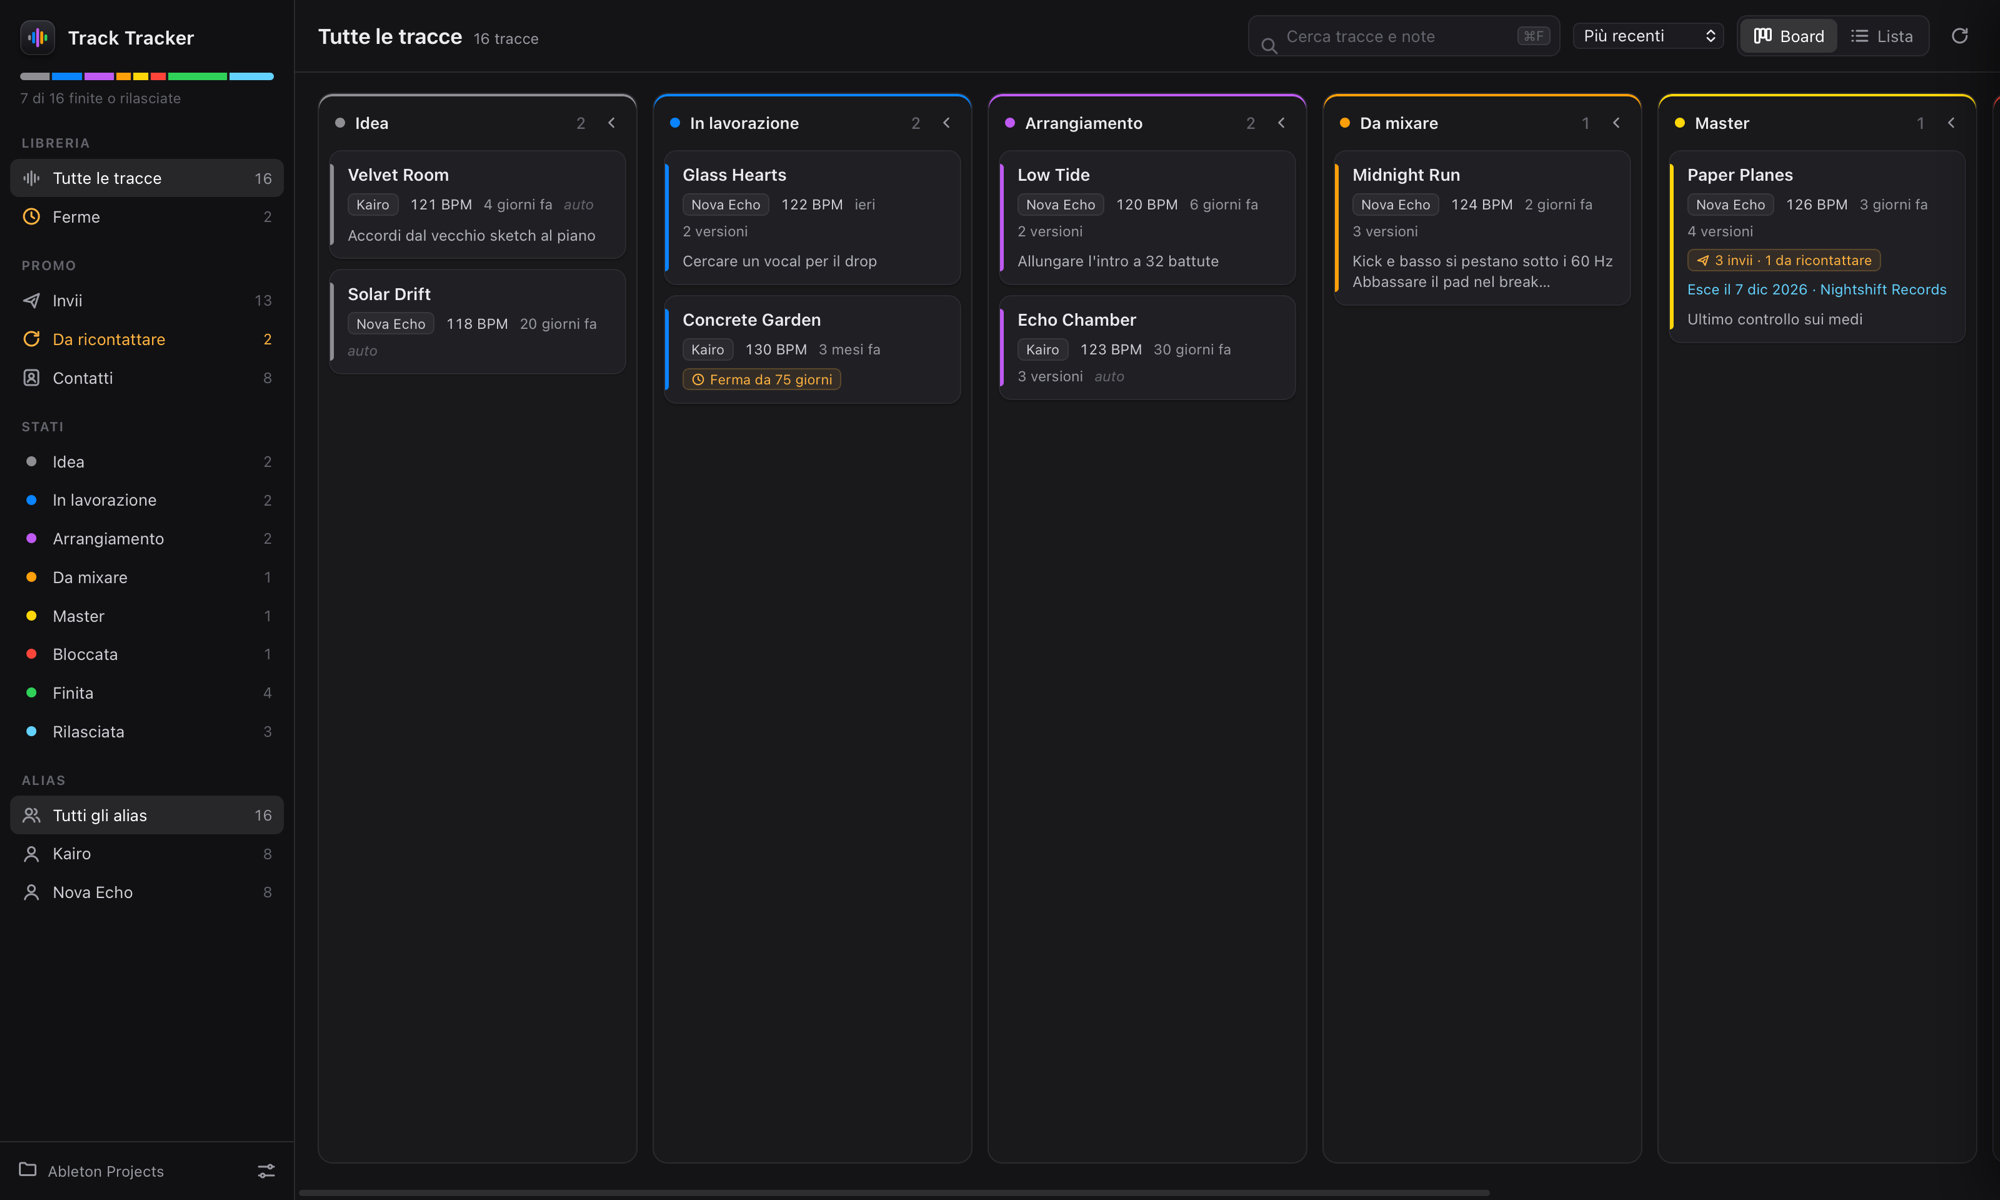 Track Tracker
7 di 16 finite o rilasciate
LIBRERIA
Tutte le tracce 16
Ferme 2
PROMO
Invii 13
Da ricontattare 2
Contatti 8
STATI
Idea 2
In lavorazione 2
Arrangiamento 2
Da mixare 1
Master 1
Bloccata 1
Finita 4
Rilasciata 3
ALIAS
Tutti gli alias 16
Kairo 8
Nova Echo 8
Ableton Projects
Tutte le tracce 16 tracce
Cerca tracce e note ⌘F
Più recenti
Board
Lista
Idea 2
Velvet Room
Kairo 121 BPM 4 giorni fa auto
Accordi dal vecchio sketch al piano
Solar Drift
Nova Echo 118 BPM 20 giorni fa
auto
In lavorazione 2
Glass Hearts
Nova Echo 122 BPM ieri
2 versioni
Cercare un vocal per il drop
Concrete Garden
Kairo 130 BPM 3 mesi fa
Ferma da 75 giorni
Arrangiamento 2
Low Tide
Nova Echo 120 BPM 6 giorni fa
2 versioni
Allungare l'intro a 32 battute
Echo Chamber
Kairo 123 BPM 30 giorni fa
3 versioni auto
Da mixare 1
Midnight Run
Nova Echo 124 BPM 2 giorni fa
3 versioni
Kick e basso si pestano sotto i 60 Hz
Abbassare il pad nel break...
Master 1
Paper Planes
Nova Echo 126 BPM 3 giorni fa
4 versioni
3 invii · 1 da ricontattare
Esce il 7 dic 2026 · Nightshift Records
Ultimo controllo sui medi